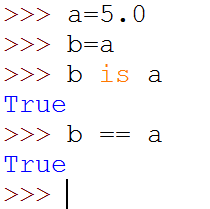 >>> a=5.0
>>> b=a
>>> b is a
True
>>> b == a
True
>>>